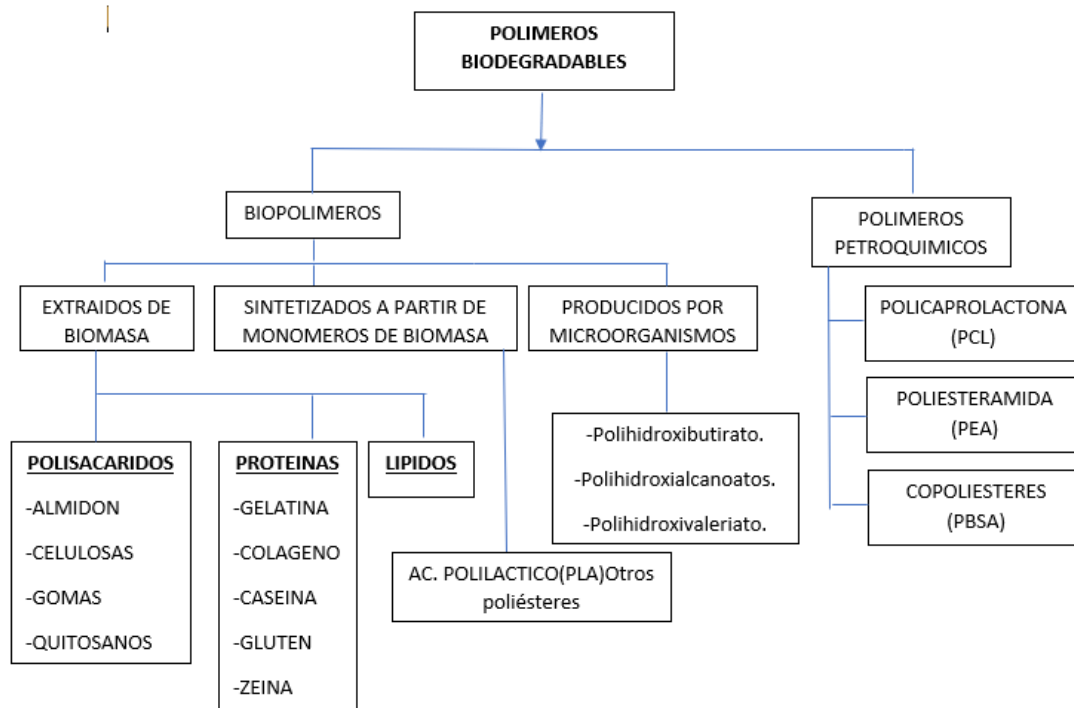 POLIMEROS
BIODEGRADABLES
BIOPOLIMEROS
POLIMEROS
PETROQUIMICOS
EXTRAIDOS DE
BIOMASA
SINTETIZADOS A PARTIR DE
MONOMEROS DE BIOMASA
PRODUCIDOS POR
MICROORGANISMOS
POLICAPROLACTONA
(PCL)
POLIESTERAMIDA
(PEA)
COPOLIESTERES
(PBSA)
POLISACARIDOS
-ALMIDON
-CELULOSAS
-GOMAS
-QUITOSANOS
PROTEINAS
-GELATINA
-COLAGENO
-CASEINA
-GLUTEN
-ZEINA
LIPIDOS
AC. POLILACTICO(PLA)Otros
poliésteres
-Polihidroxibutirato.
-Polihidroxialcanoatos.
-Polihidroxivaleriato.